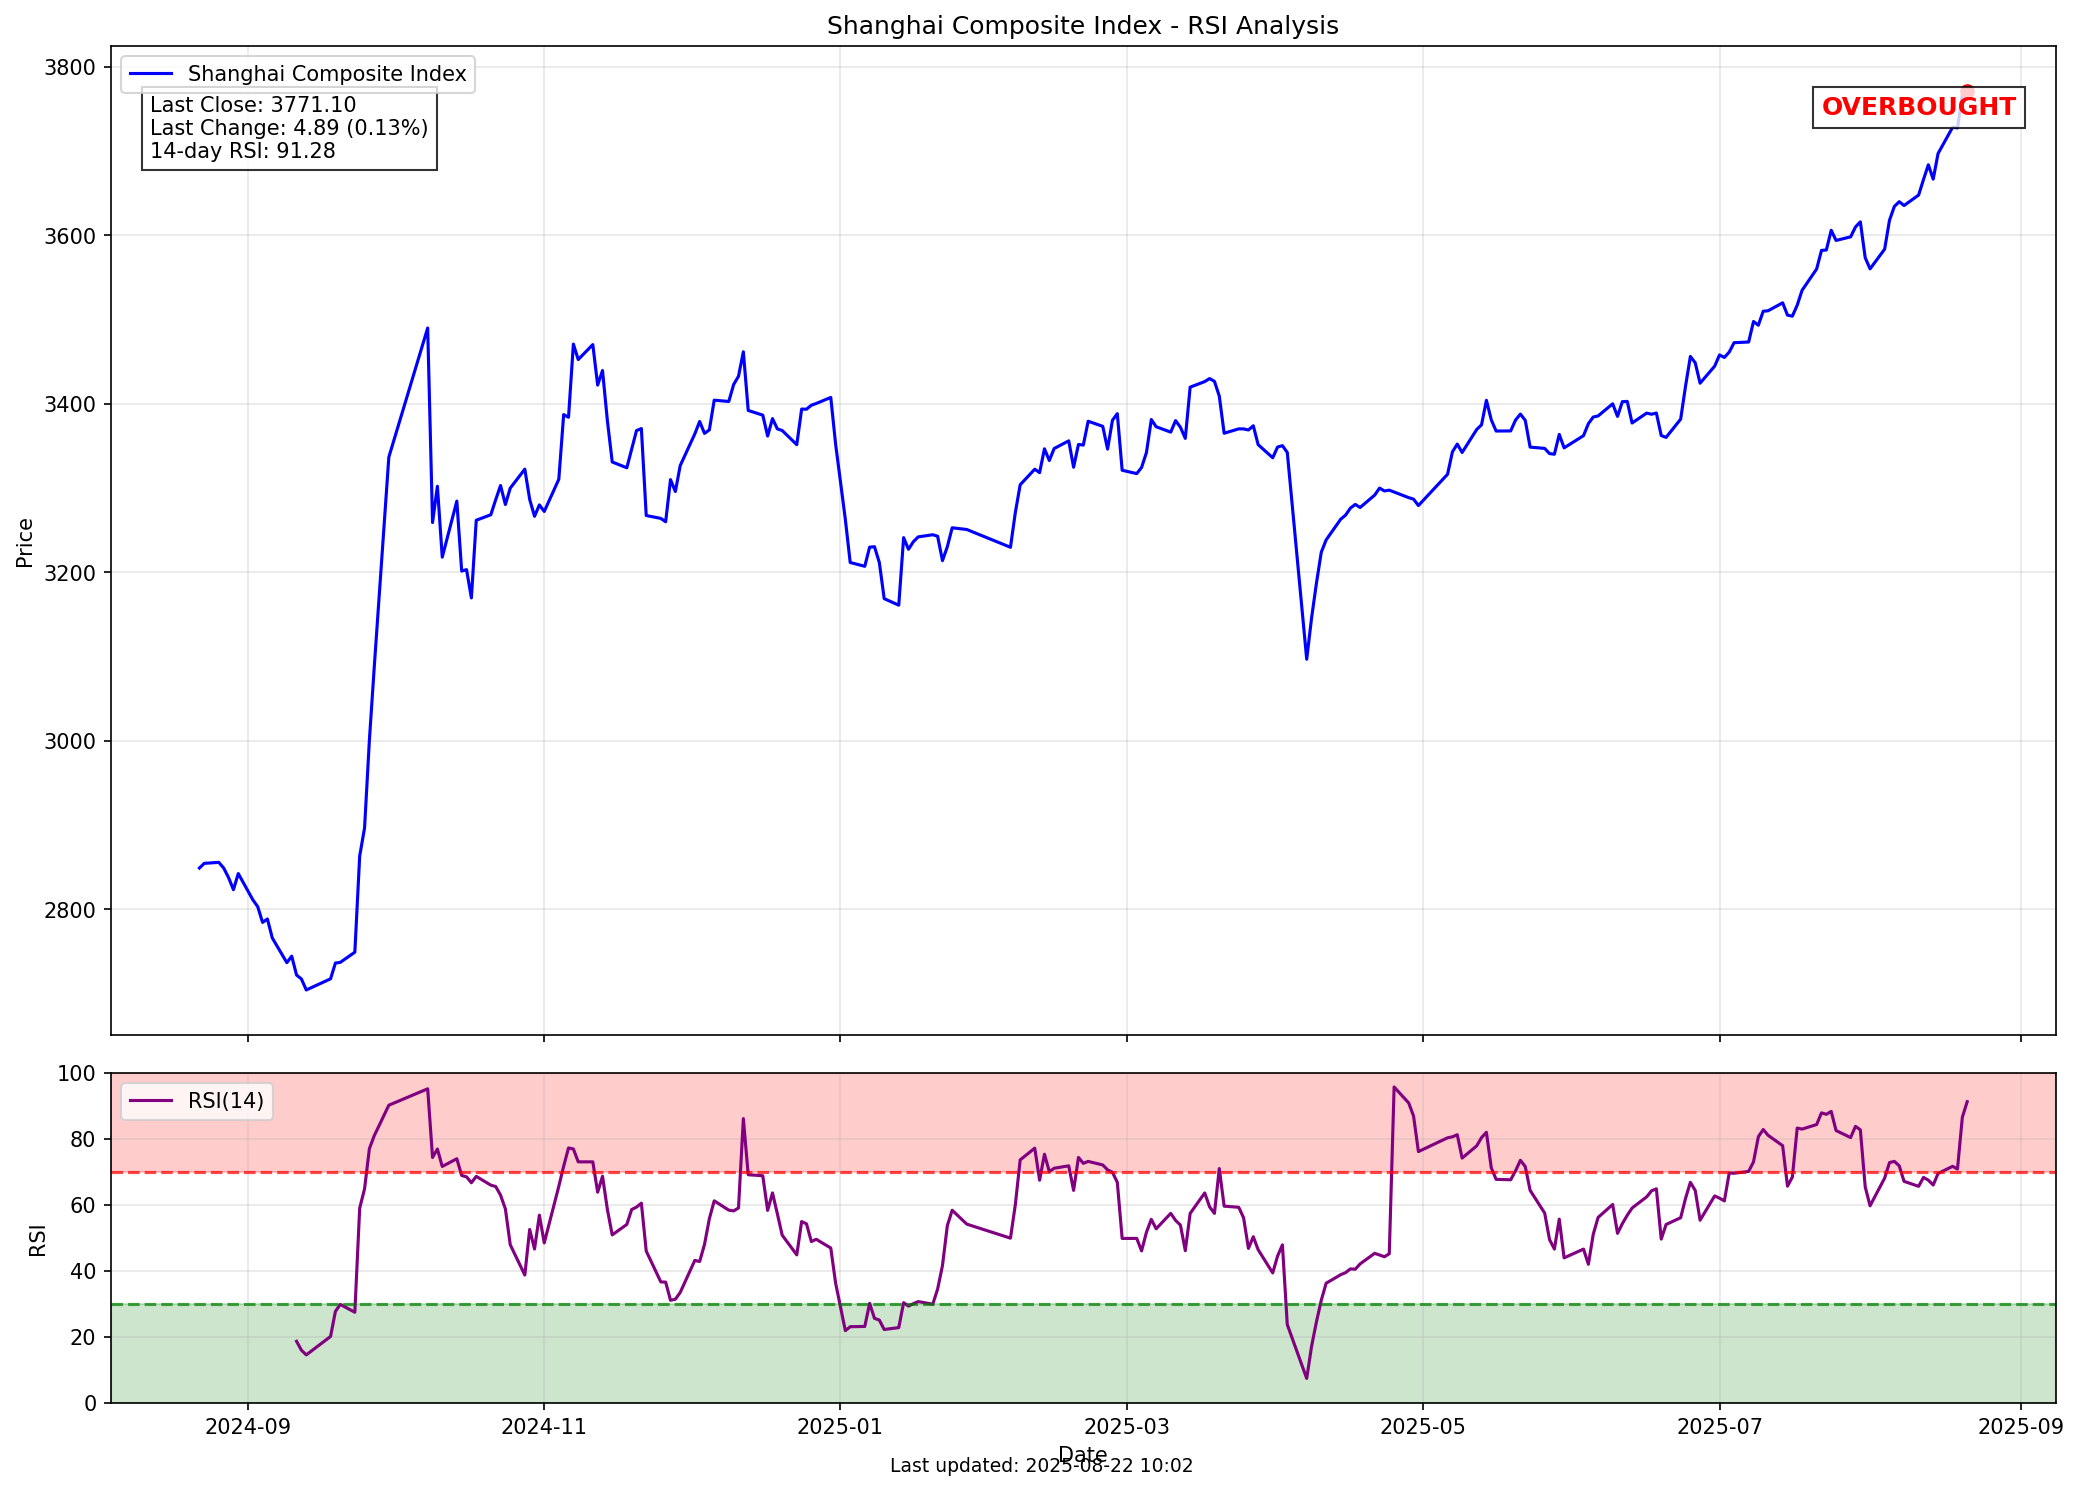 Shanghai Composite Index - RSI Analysis
Shanghai Composite Index
Last Close: 3771.10
Last Change: 4.89 (0.13%)
14-day RSI: 91.28
OVERBOUGHT
Price
3800
3600
3400
3200
3000
2800
RSI(14)
RSI
100
80
60
40
20
0
2024-09
2024-11
2025-01
2025-03
2025-05
2025-07
2025-09
Date
Last updated: 2025-08-22 10:02